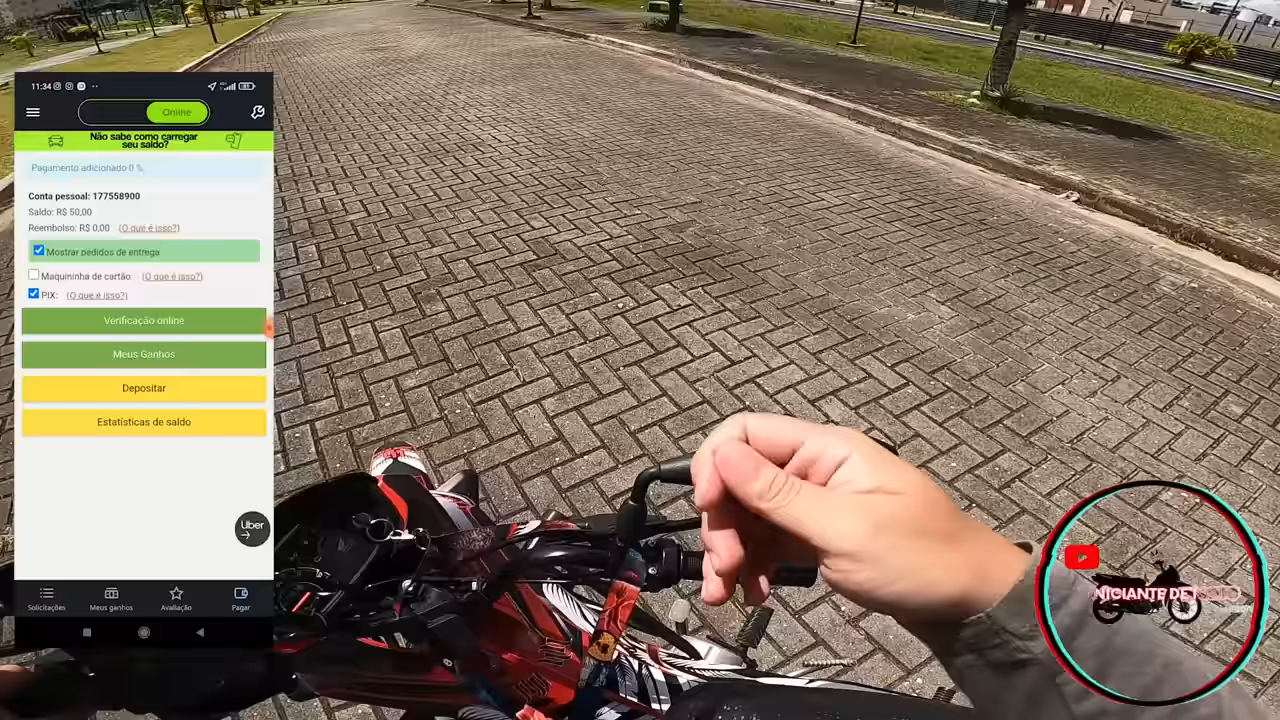 11:34
Online
Não sabe como carregar
seu saldo?
Pagamento adicionado 0 %
Conta pessoal: 177558900
Saldo: R$ 50,00
Reembolso: R$ 0,00 (O que é isso?)
Mostrar pedidos de entrega
Maquininha de cartão: (O que é isso?)
PIX: (O que é isso?)
Verificação online
Meus Ganhos
Depositar
Estatísticas de saldo
Uber
Solicitações Meus ganhos Avaliação Pagar
NICIANTE DE